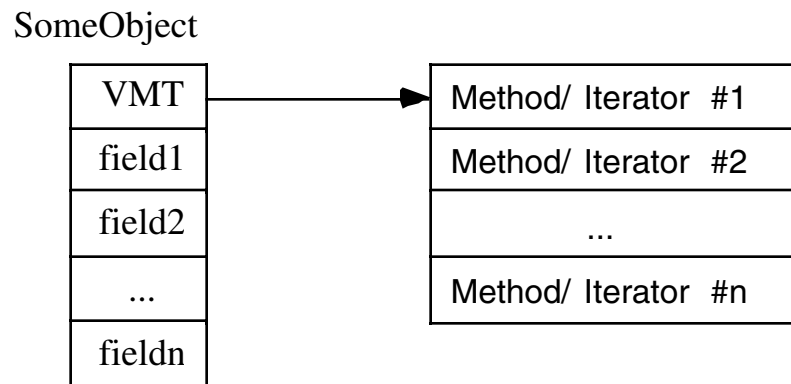 SomeObject
VMT
field1
field2
...
fieldn
Method/ Iterator #1
Method/ Iterator #2
...
Method/ Iterator #n